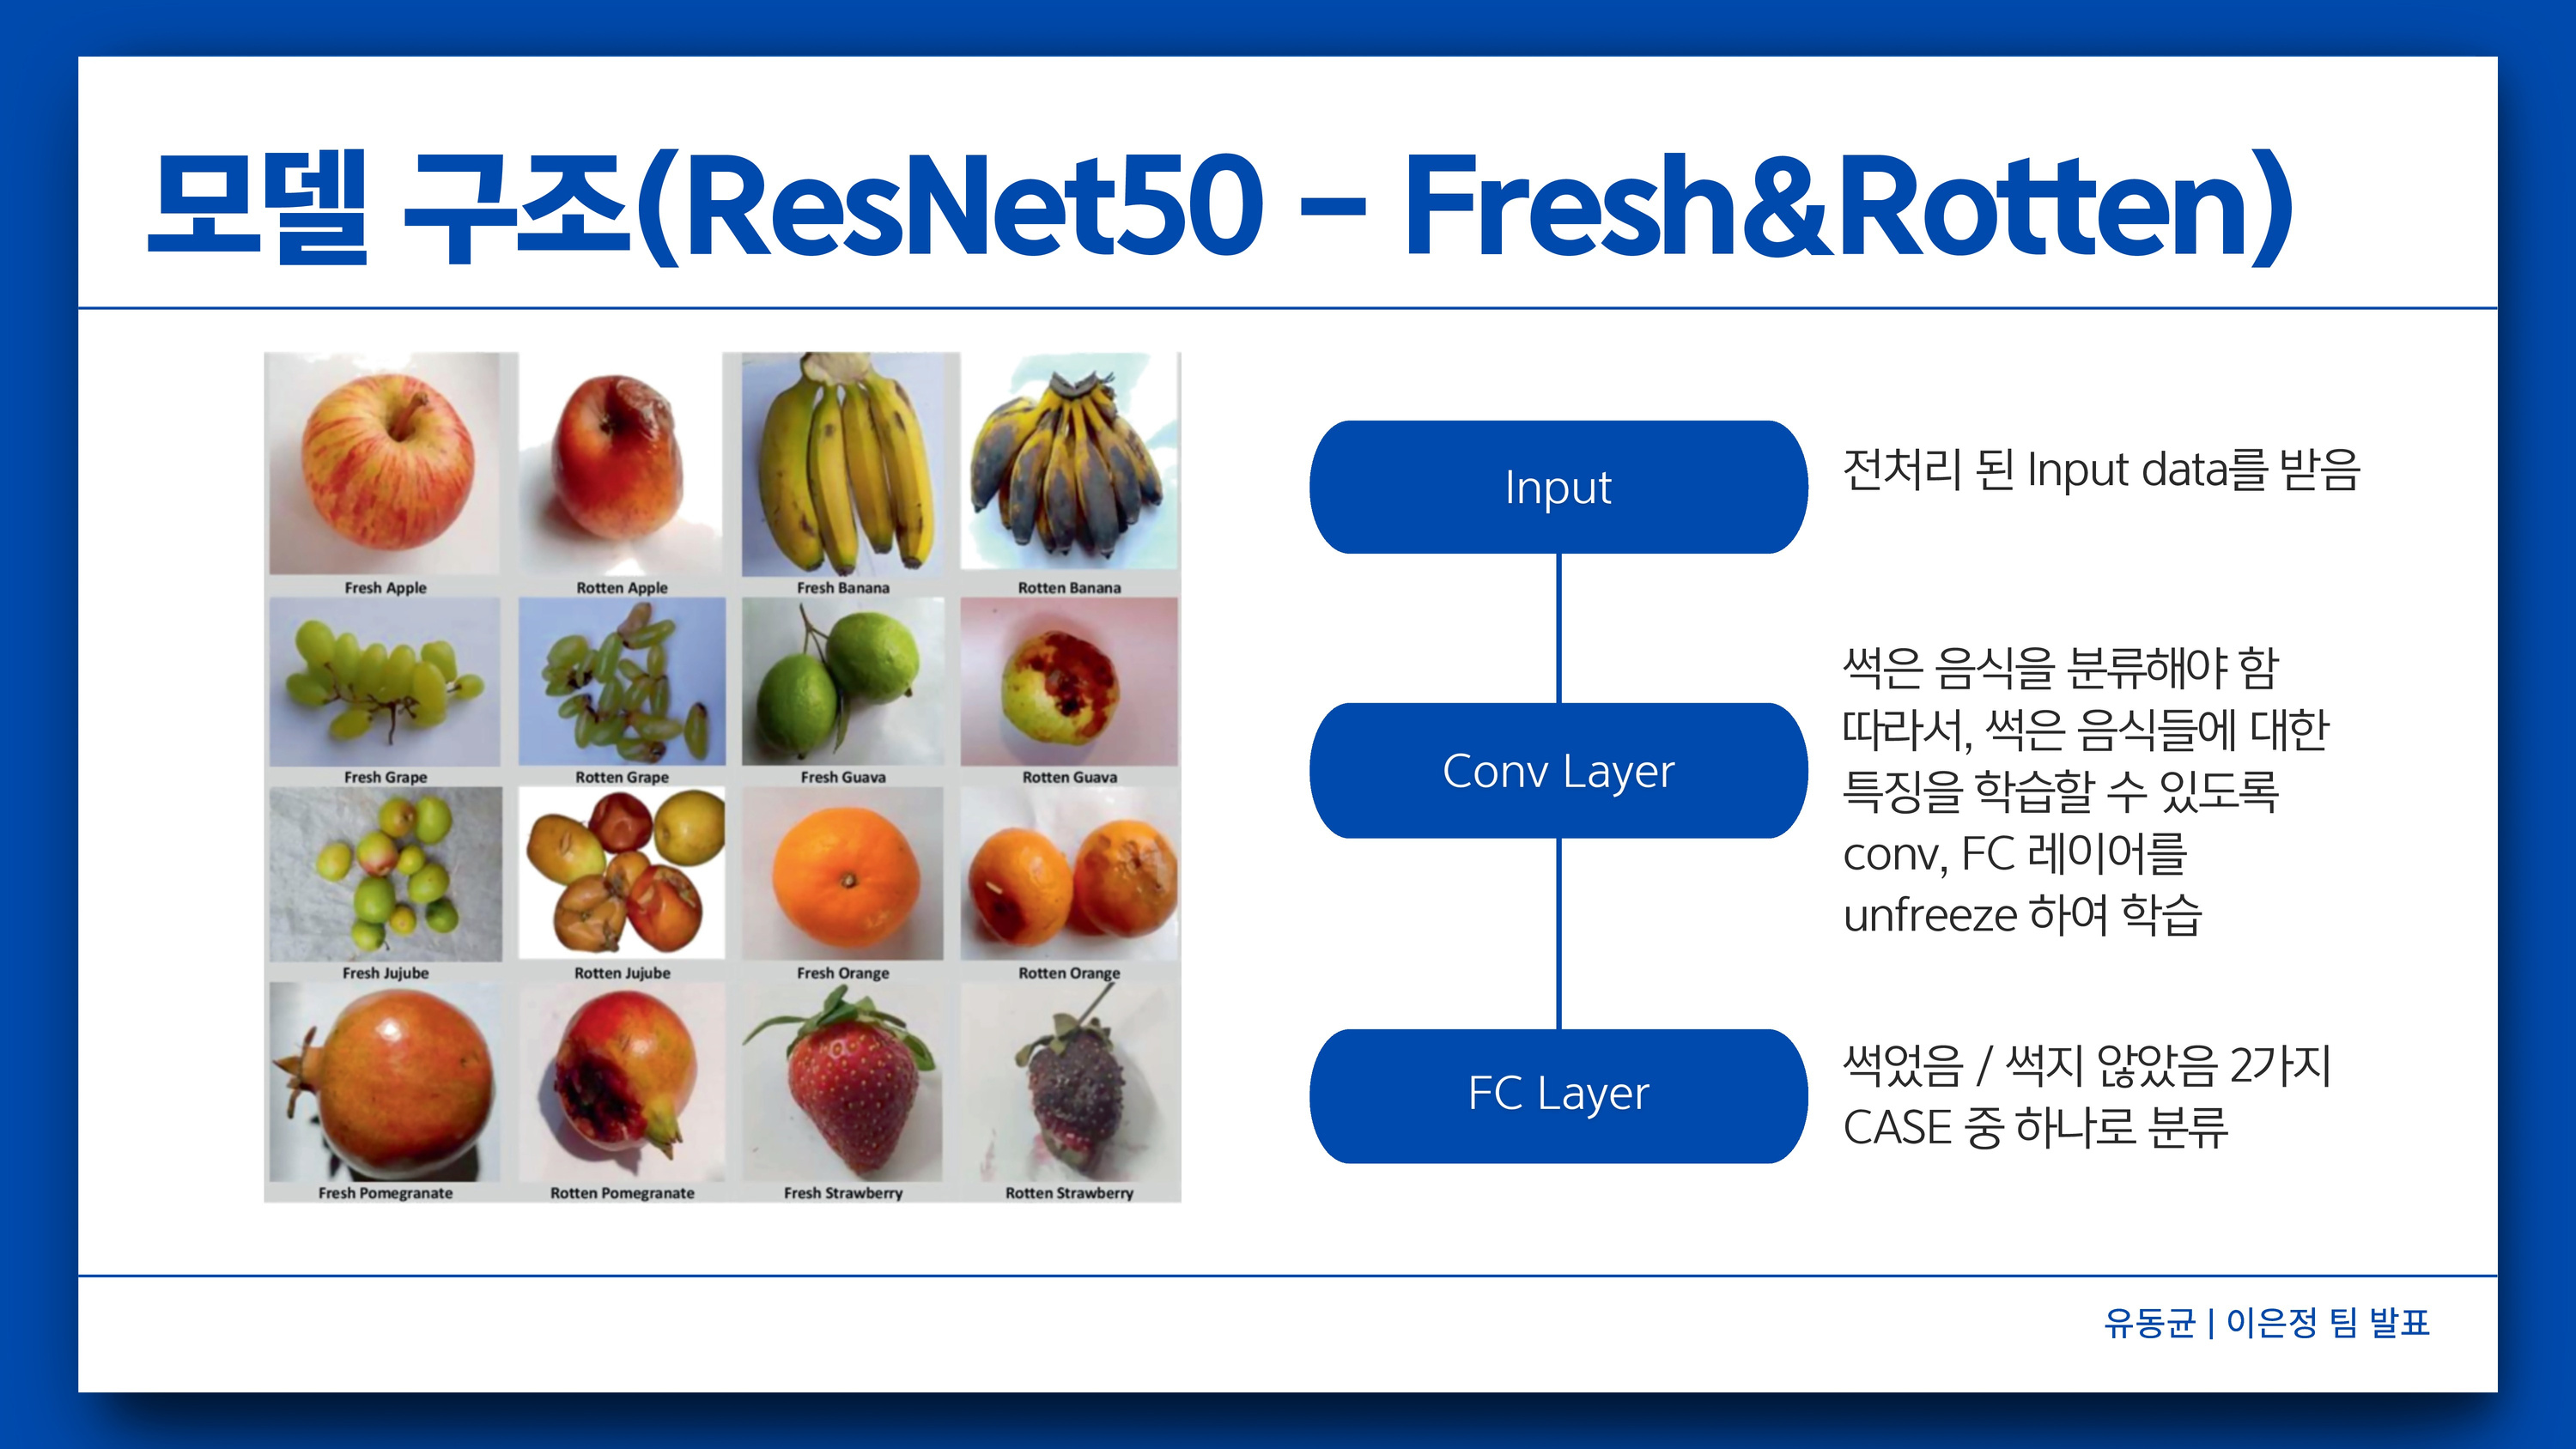 모델 구조(ResNet50 – Fresh&Rotten)
Fresh Apple
Rotten Apple
Fresh Banana
Rotten Banana
Fresh Grape
Rotten Grape
Fresh Guava
Rotten Guava
Fresh Jujube
Rotten Jujube
Fresh Orange
Rotten Orange
Fresh Pomegranate
Rotten Pomegranate
Fresh Strawberry
Rotten Strawberry
Input
전처리 된 Input data를 받음
Conv Layer
썩은 음식을 분류해야 함
따라서, 썩은 음식들에 대한
특징을 학습할 수 있도록
conv, FC 레이어를
unfreeze 하여 학습
FC Layer
썩었음 / 썩지 않았음 2가지
CASE 중 하나로 분류
유동균 | 이은정 팀 발표